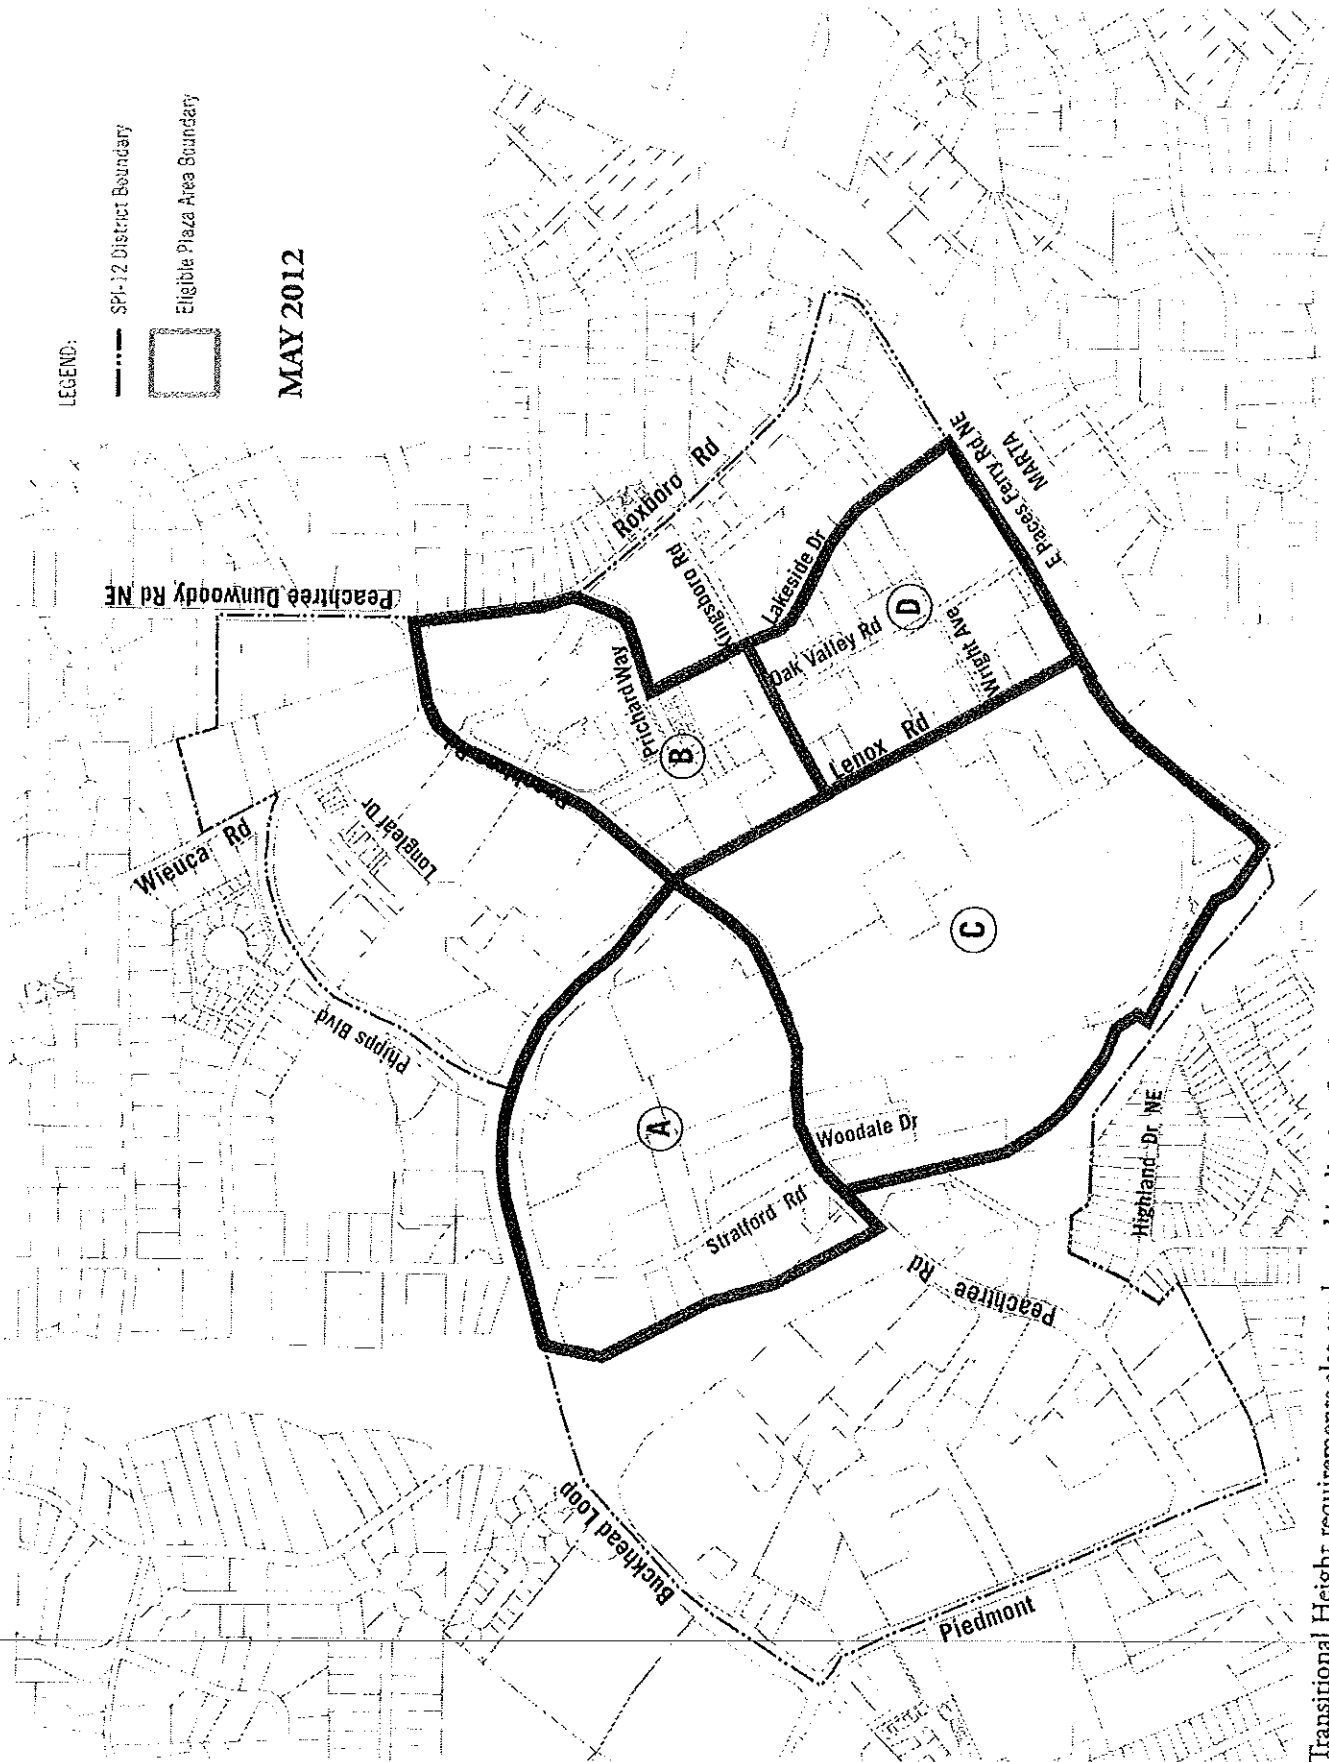 LEGEND:
SPI-12 District Boundary
Eligible Plaza Area Boundary
MAY 2012
Peachtree Dunwoody Rd NE
Wieuca Rd
Longleaf Dr
Phipps Blvd
Roxboro Rd
Kingsboro Rd
Prichard Way
Lakeside Dr
Oak Valley Rd
Wright Ave
Lenox Rd
E. Paces Ferry Rd NE
MARTA
A
B
C
D
Stratford Rd
Woodale Dr
Peachtree Rd
Highland Dr NE
Buckhead Loop
Piedmont
Transitional Height requirements also